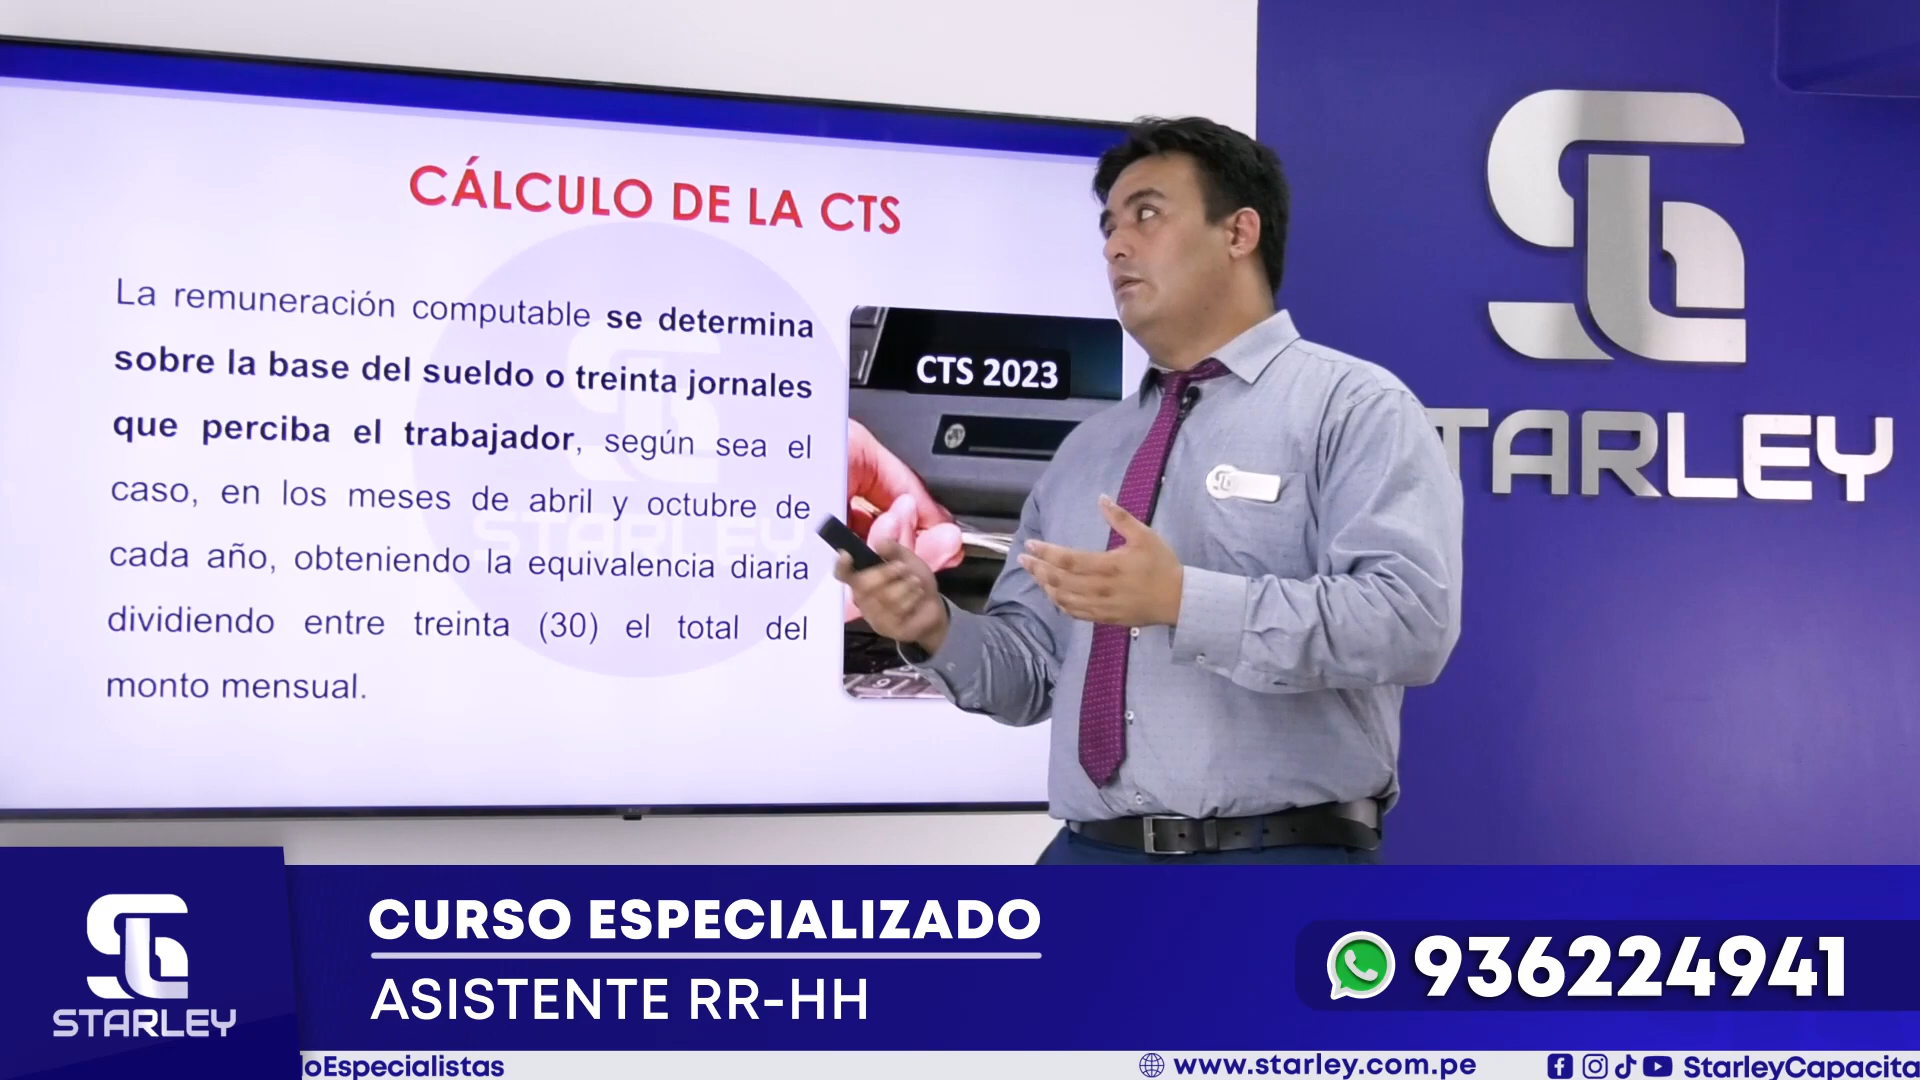 CÁLCULO DE LA CTS
La remuneración computable se determina
sobre la base del sueldo o treinta jornales
que perciba el trabajador, según sea el
caso, en los meses de abril y octubre de
cada año, obteniendo la equivalencia diaria
dividiendo entre treinta (30) el total del
monto mensual.
CTS 2023
STARLEY
TARLEY
STARLEY
CURSO ESPECIALIZADO
ASISTENTE RR-HH
936224941
oEspecialistas
www.starley.com.pe
StarleyCapacita